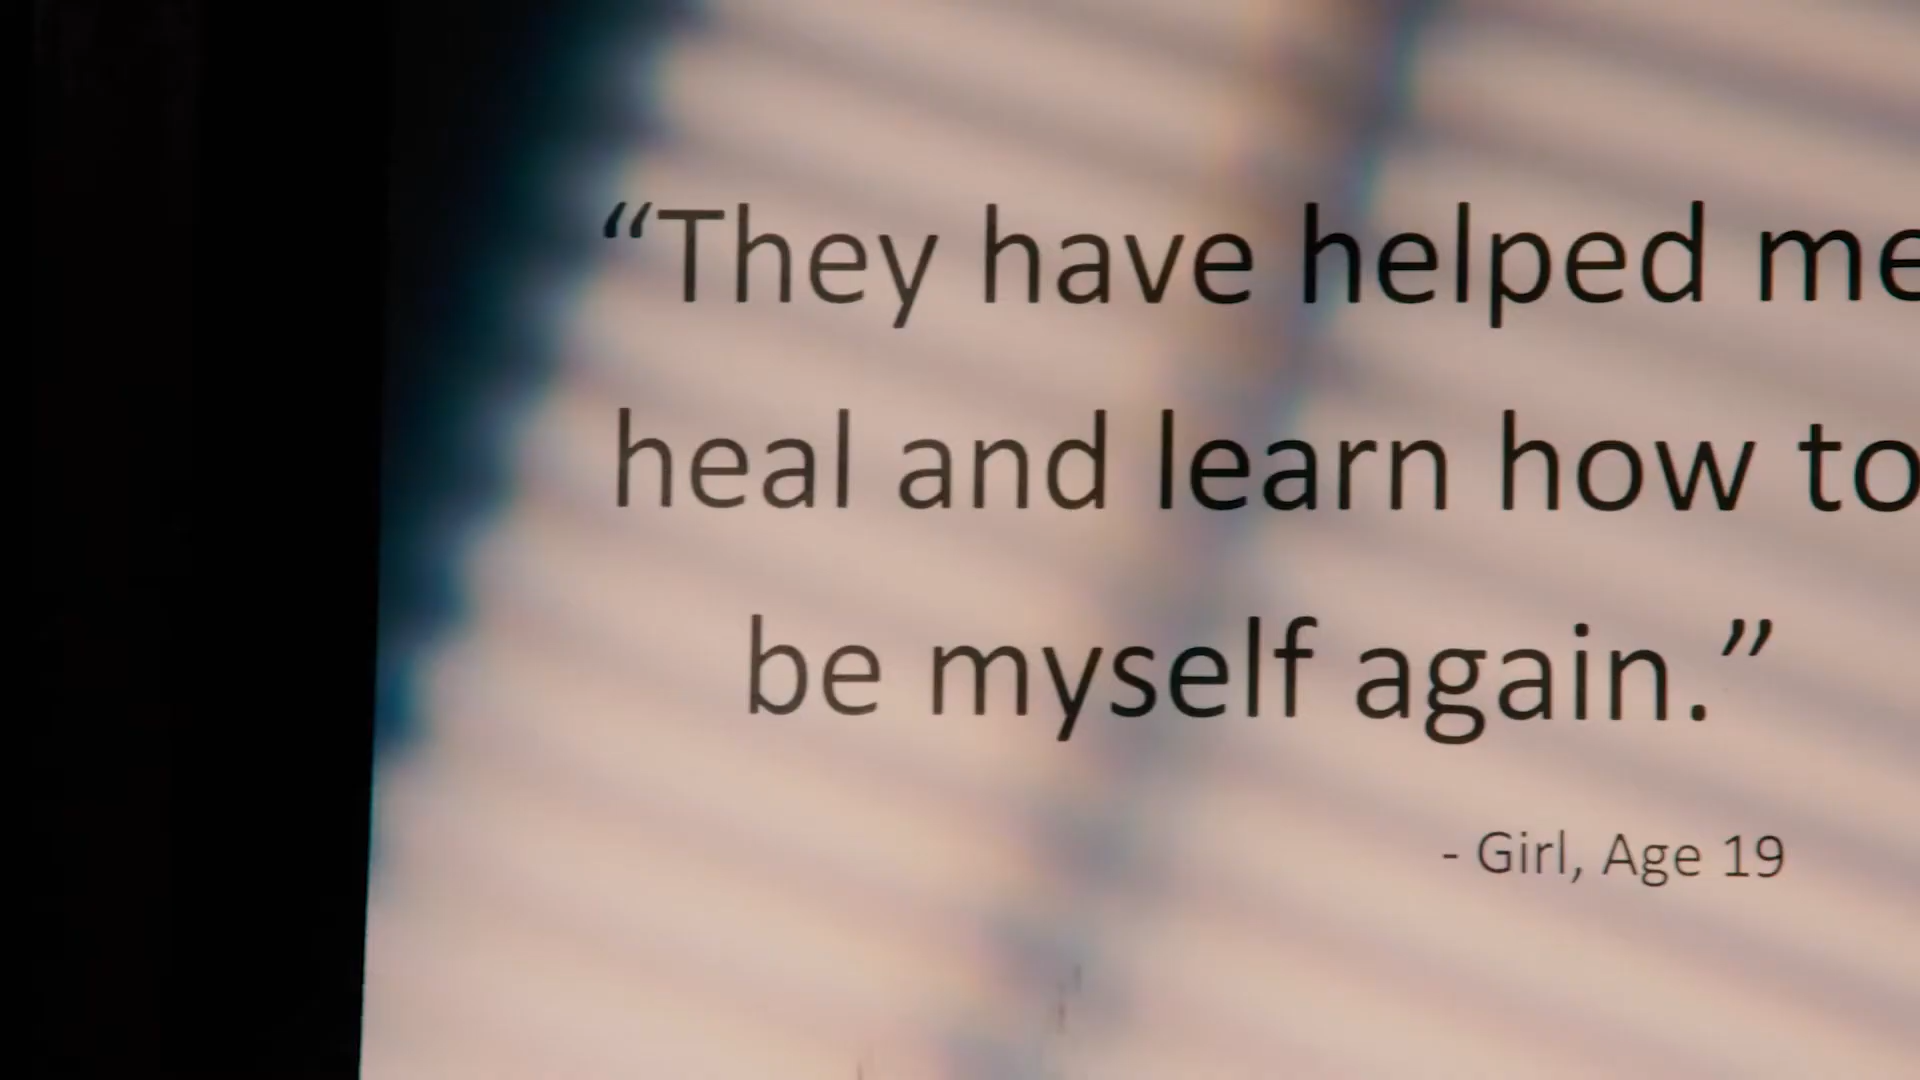 “They have helped me
heal and learn how to
be myself again.”
- Girl, Age 19